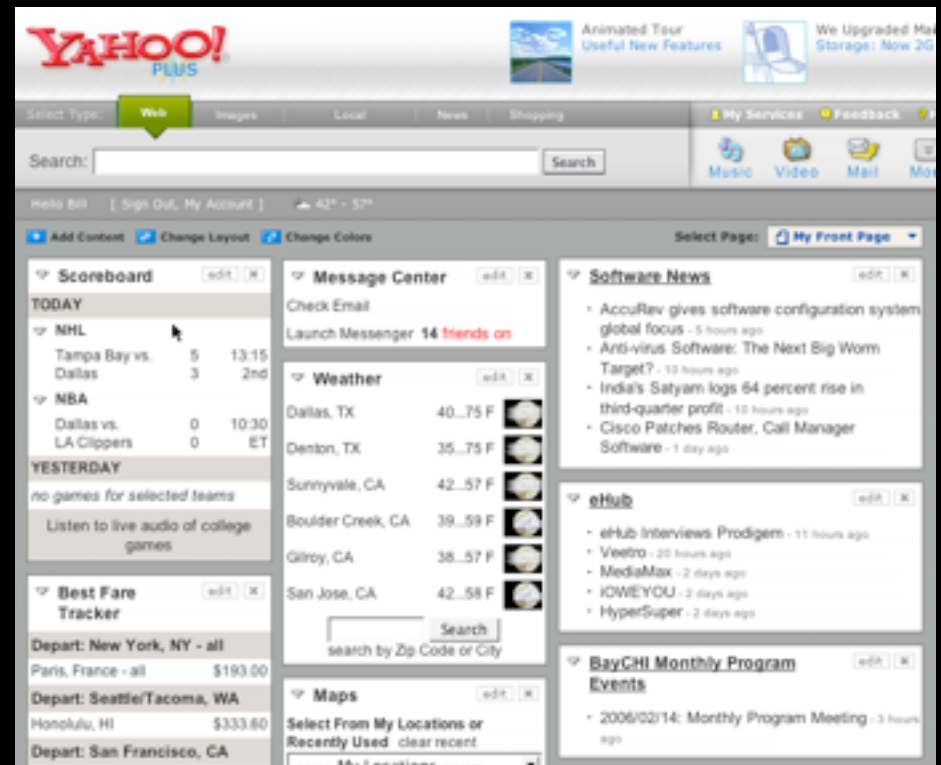 YAHOO!
PLUS
Animated Tour
Useful New Features
We Upgraded Mai
Storage: Now 2G
Select Type:
Web
Images
Local
News
Shopping
My Services
Feedback
Search:
Search
Music
Video
Mail
Mo
Hello Bill [ Sign Out, My Account ] 42° - 57°
Add Content
Change Layout
Change Colors
Select Page:
My Front Page
Scoreboard
edit
TODAY
NHL
Tampa Bay vs. 5 13:15
Dallas 3 2nd
NBA
Dallas vs. 0 10:30
LA Clippers 0 ET
YESTERDAY
no games for selected teams
Listen to live audio of college
games
Best Fare
Tracker
edit
Depart: New York, NY - all
Paris, France - all $193.00
Depart: Seattle/Tacoma, WA
Honolulu, HI $333.60
Depart: San Francisco, CA
Message Center
edit
Check Email
Launch Messenger 14 friends on
Weather
edit
Dallas, TX 40...75 F
Denton, TX 35...75 F
Sunnyvale, CA 42...57 F
Boulder Creek, CA 39...59 F
Gilroy, CA 38...57 F
San Jose, CA 42...58 F
Search
search by Zip Code or City
Maps
edit
Select From My Locations or
Recently Used clear recent
My Locations
Software News
edit
AccuRev gives software configuration system
global focus - 5 hours ago
Anti-virus Software: The Next Big Worm
Target? - 10 hours ago
India's Satyam logs 64 percent rise in
third-quarter profit - 10 hours ago
Cisco Patches Router, Call Manager
Software - 1 day ago
eHub
edit
eHub Interviews Prodigem - 11 hours ago
Veetro - 20 hours ago
MediaMax - 2 days ago
iOWEYOU - 2 days ago
HyperSuper - 2 days ago
BayCHI Monthly Program
Events
edit
2006/02/14: Monthly Program Meeting - 3 hours
ago